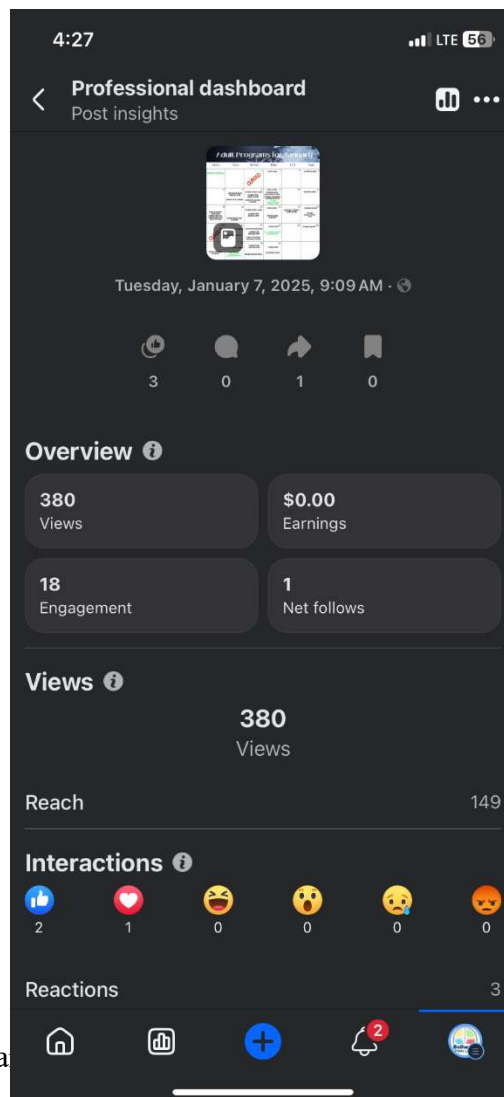 4:27
LTE 56
Professional dashboard
Post insights
Adult Programs for January
Tuesday, January 7, 2025, 9:09 AM ·
3 0 1 0
Overview
380
Views
$0.00
Earnings
18
Engagement
1
Net follows
Views
380
Views
Reach 149
Interactions
2 1 0 0 0 0
Reactions 3
2